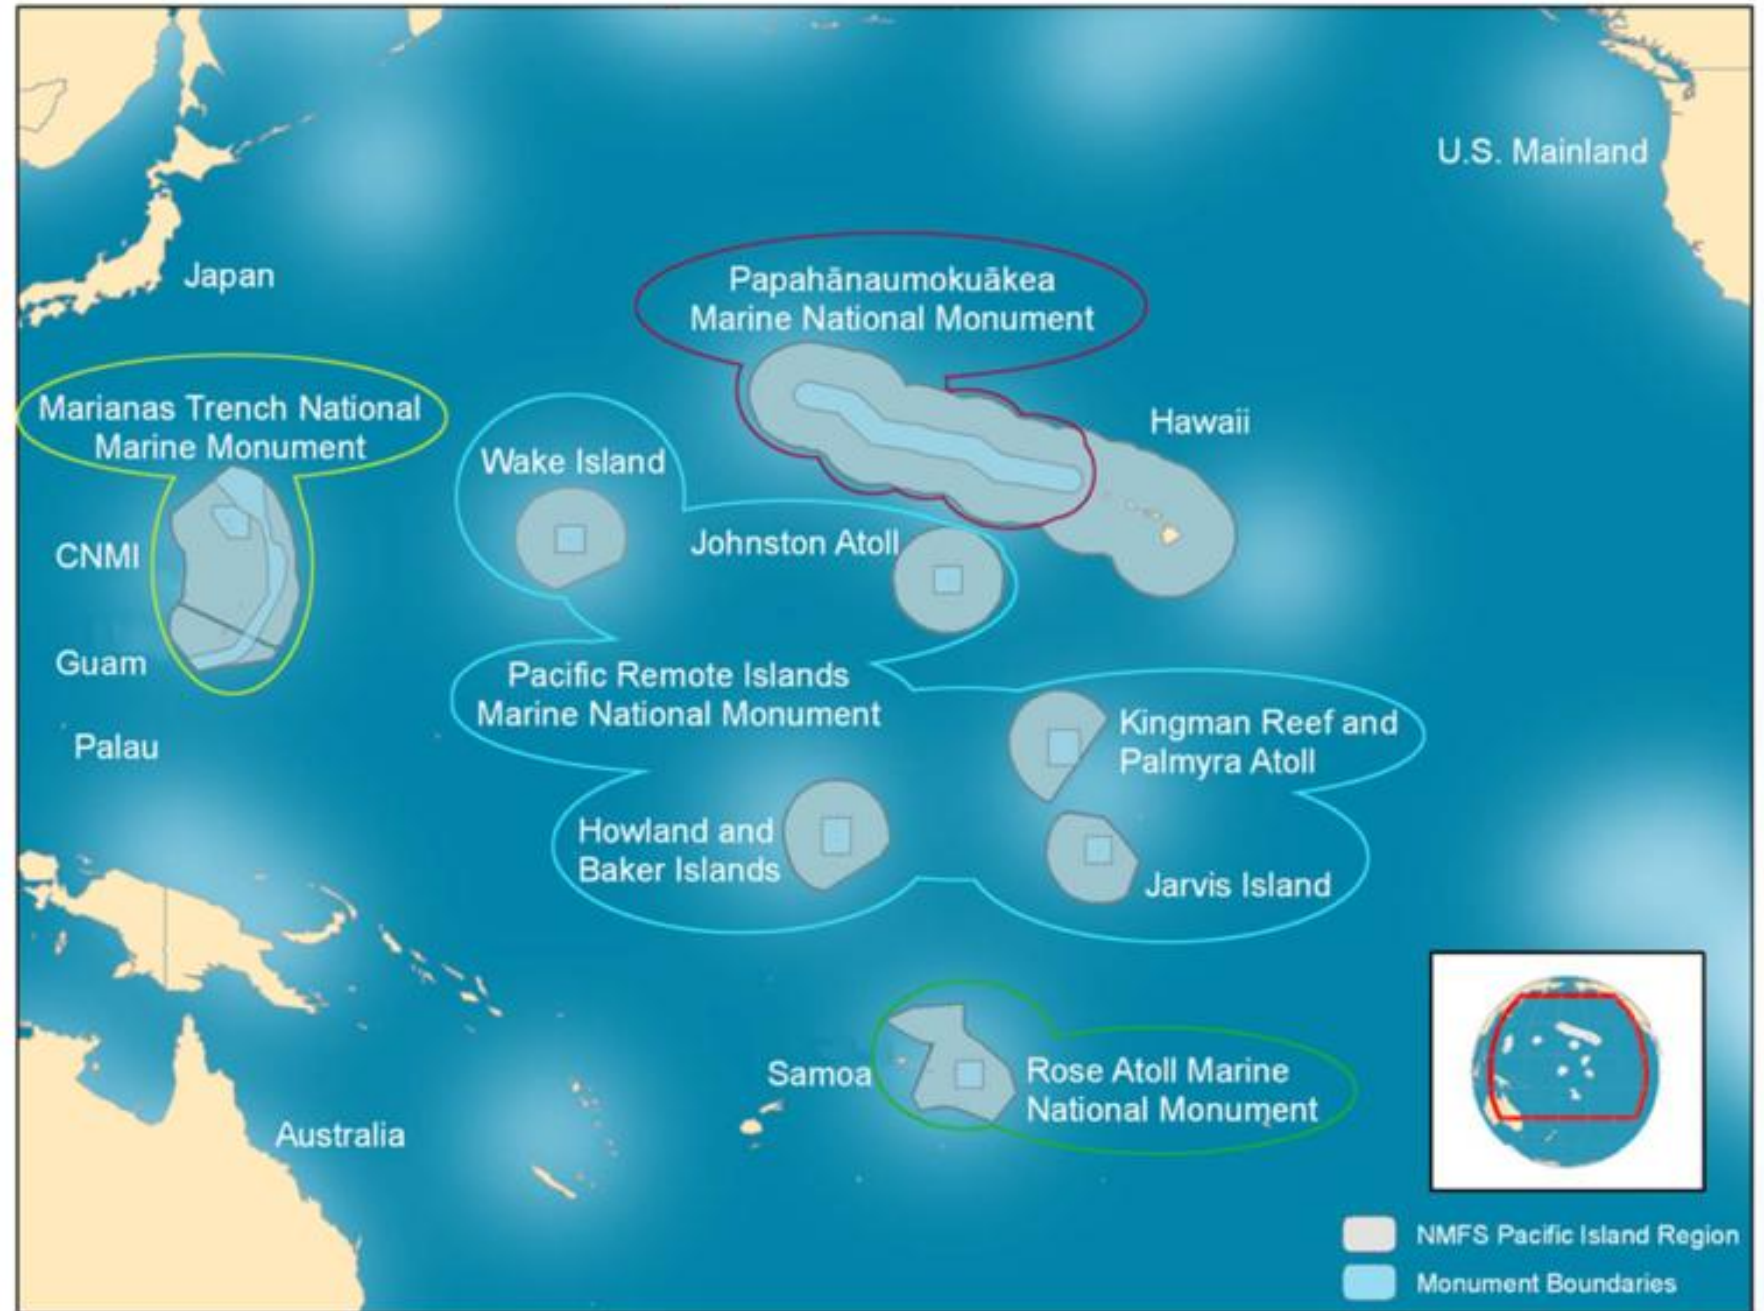 U.S. Mainland
Japan
Papahānaumokuākea
Marine National Monument
Marianas Trench National
Marine Monument
Hawaii
Wake Island
Johnston Atoll
CNMI
Guam
Pacific Remote Islands
Marine National Monument
Kingman Reef and
Palmyra Atoll
Palau
Howland and
Baker Islands
Jarvis Island
Samoa
Rose Atoll Marine
National Monument
Australia
NMFS Pacific Island Region
Monument Boundaries